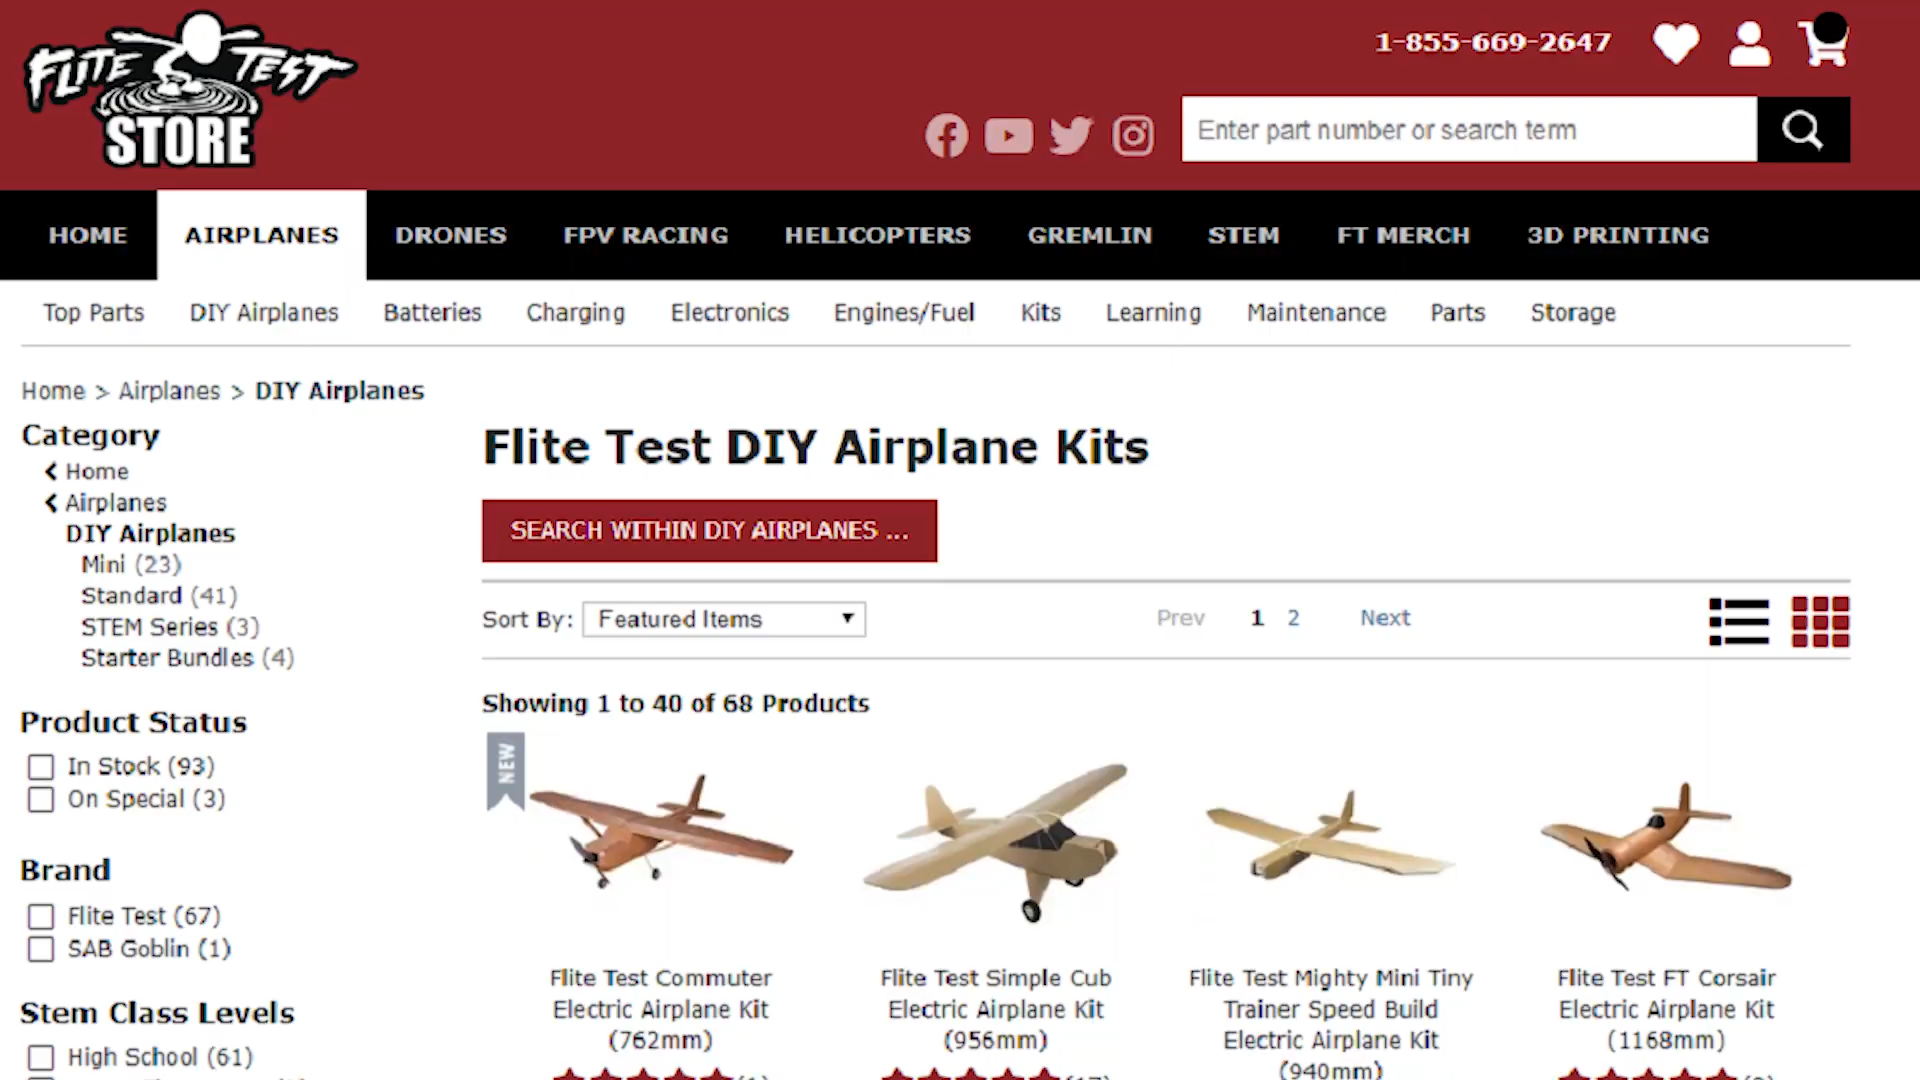 FLITE TEST
STORE
1-855-669-2647
Enter part number or search term
HOME AIRPLANES DRONES FPV RACING HELICOPTERS GREMLIN STEM FT MERCH 3D PRINTING
Top Parts DIY Airplanes Batteries Charging Electronics Engines/Fuel Kits Learning Maintenance Parts Storage
Home > Airplanes > DIY Airplanes
Category
Home
Airplanes
DIY Airplanes
Mini (23)
Standard (41)
STEM Series (3)
Starter Bundles (4)
Product Status
In Stock (93)
On Special (3)
Brand
Flite Test (67)
SAB Goblin (1)
Stem Class Levels
High School (61)
Flite Test DIY Airplane Kits
SEARCH WITHIN DIY AIRPLANES ...
Sort By: Featured Items
Prev 1 2 Next
Showing 1 to 40 of 68 Products
NEW
Flite Test Commuter
Electric Airplane Kit
(762mm)
Flite Test Simple Cub
Electric Airplane Kit
(956mm)
Flite Test Mighty Mini Tiny
Trainer Speed Build
Electric Airplane Kit
(940mm)
Flite Test FT Corsair
Electric Airplane Kit
(1168mm)